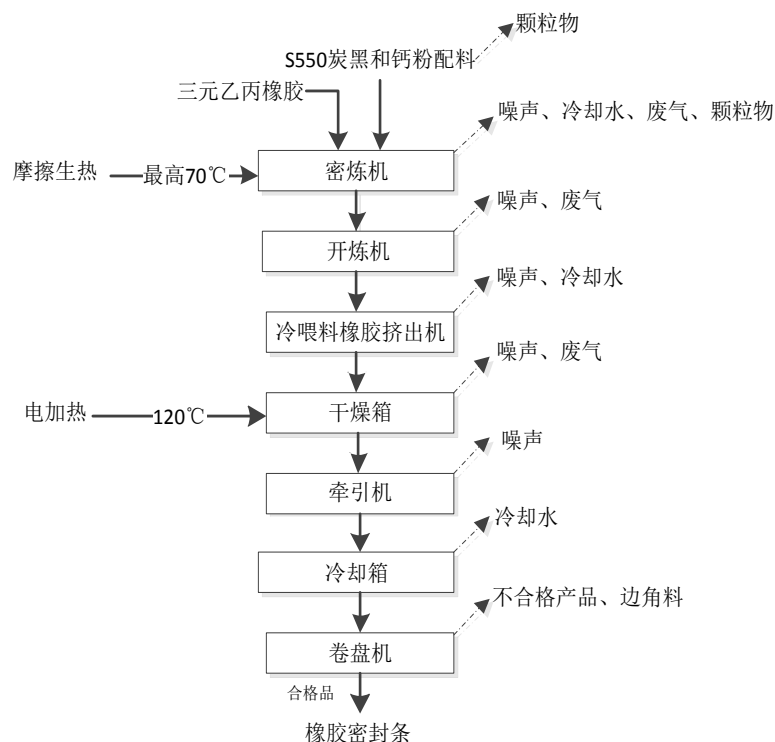 颗粒物
S550炭黑和钙粉配料
三元乙丙橡胶
噪声、冷却水、废气、颗粒物
摩擦生热
最高70℃
密炼机
噪声、废气
开炼机
噪声、冷却水
冷喂料橡胶挤出机
噪声、废气
电加热
120℃
干燥箱
噪声
牵引机
冷却水
冷却箱
不合格产品、边角料
卷盘机
合格品
橡胶密封条